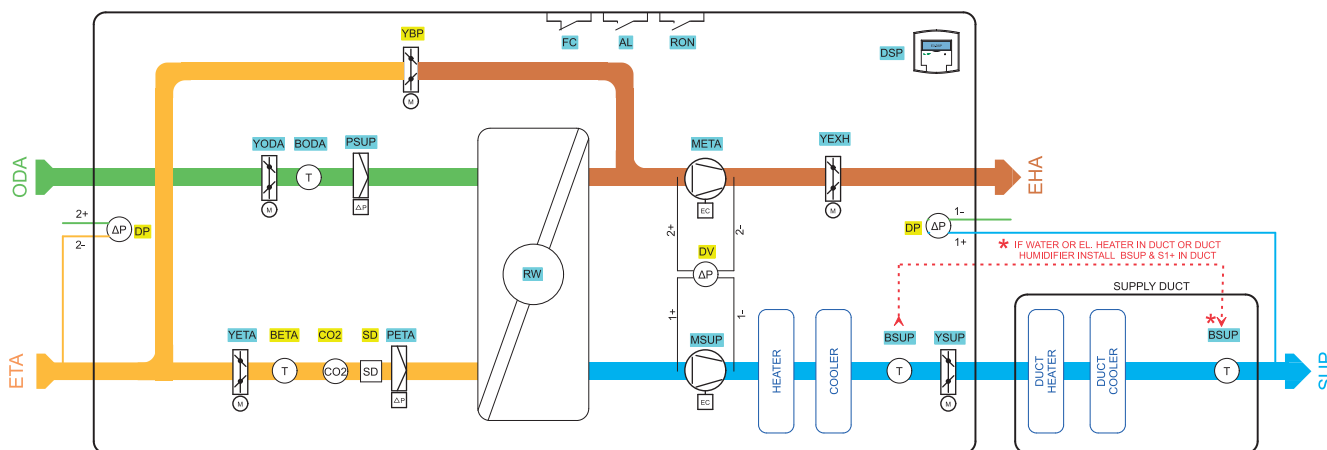 YBP
FC AL RON
DSP
M
ODA
YODA BODA PSUP
META
YEXH
T
M
ΔP
EC
M
EHA
2+
2-
ΔP
DP
RW
2+
2-
DV
ΔP
1+
1-
DP
ΔP
1-
1+
* IF WATER OR EL. HEATER IN DUCT OR DUCT
HUMIDIFIER INSTALL BSUP & S1+ IN DUCT
SUPPLY DUCT
ETA
YETA BETA CO2 SD PETA
T
CO2
SD
M
ΔP
MSUP
EC
HEATER
COOLER
BSUP YSUP
T
M
DUCT
HEATER
DUCT
COOLER
*
BSUP
T
SUP